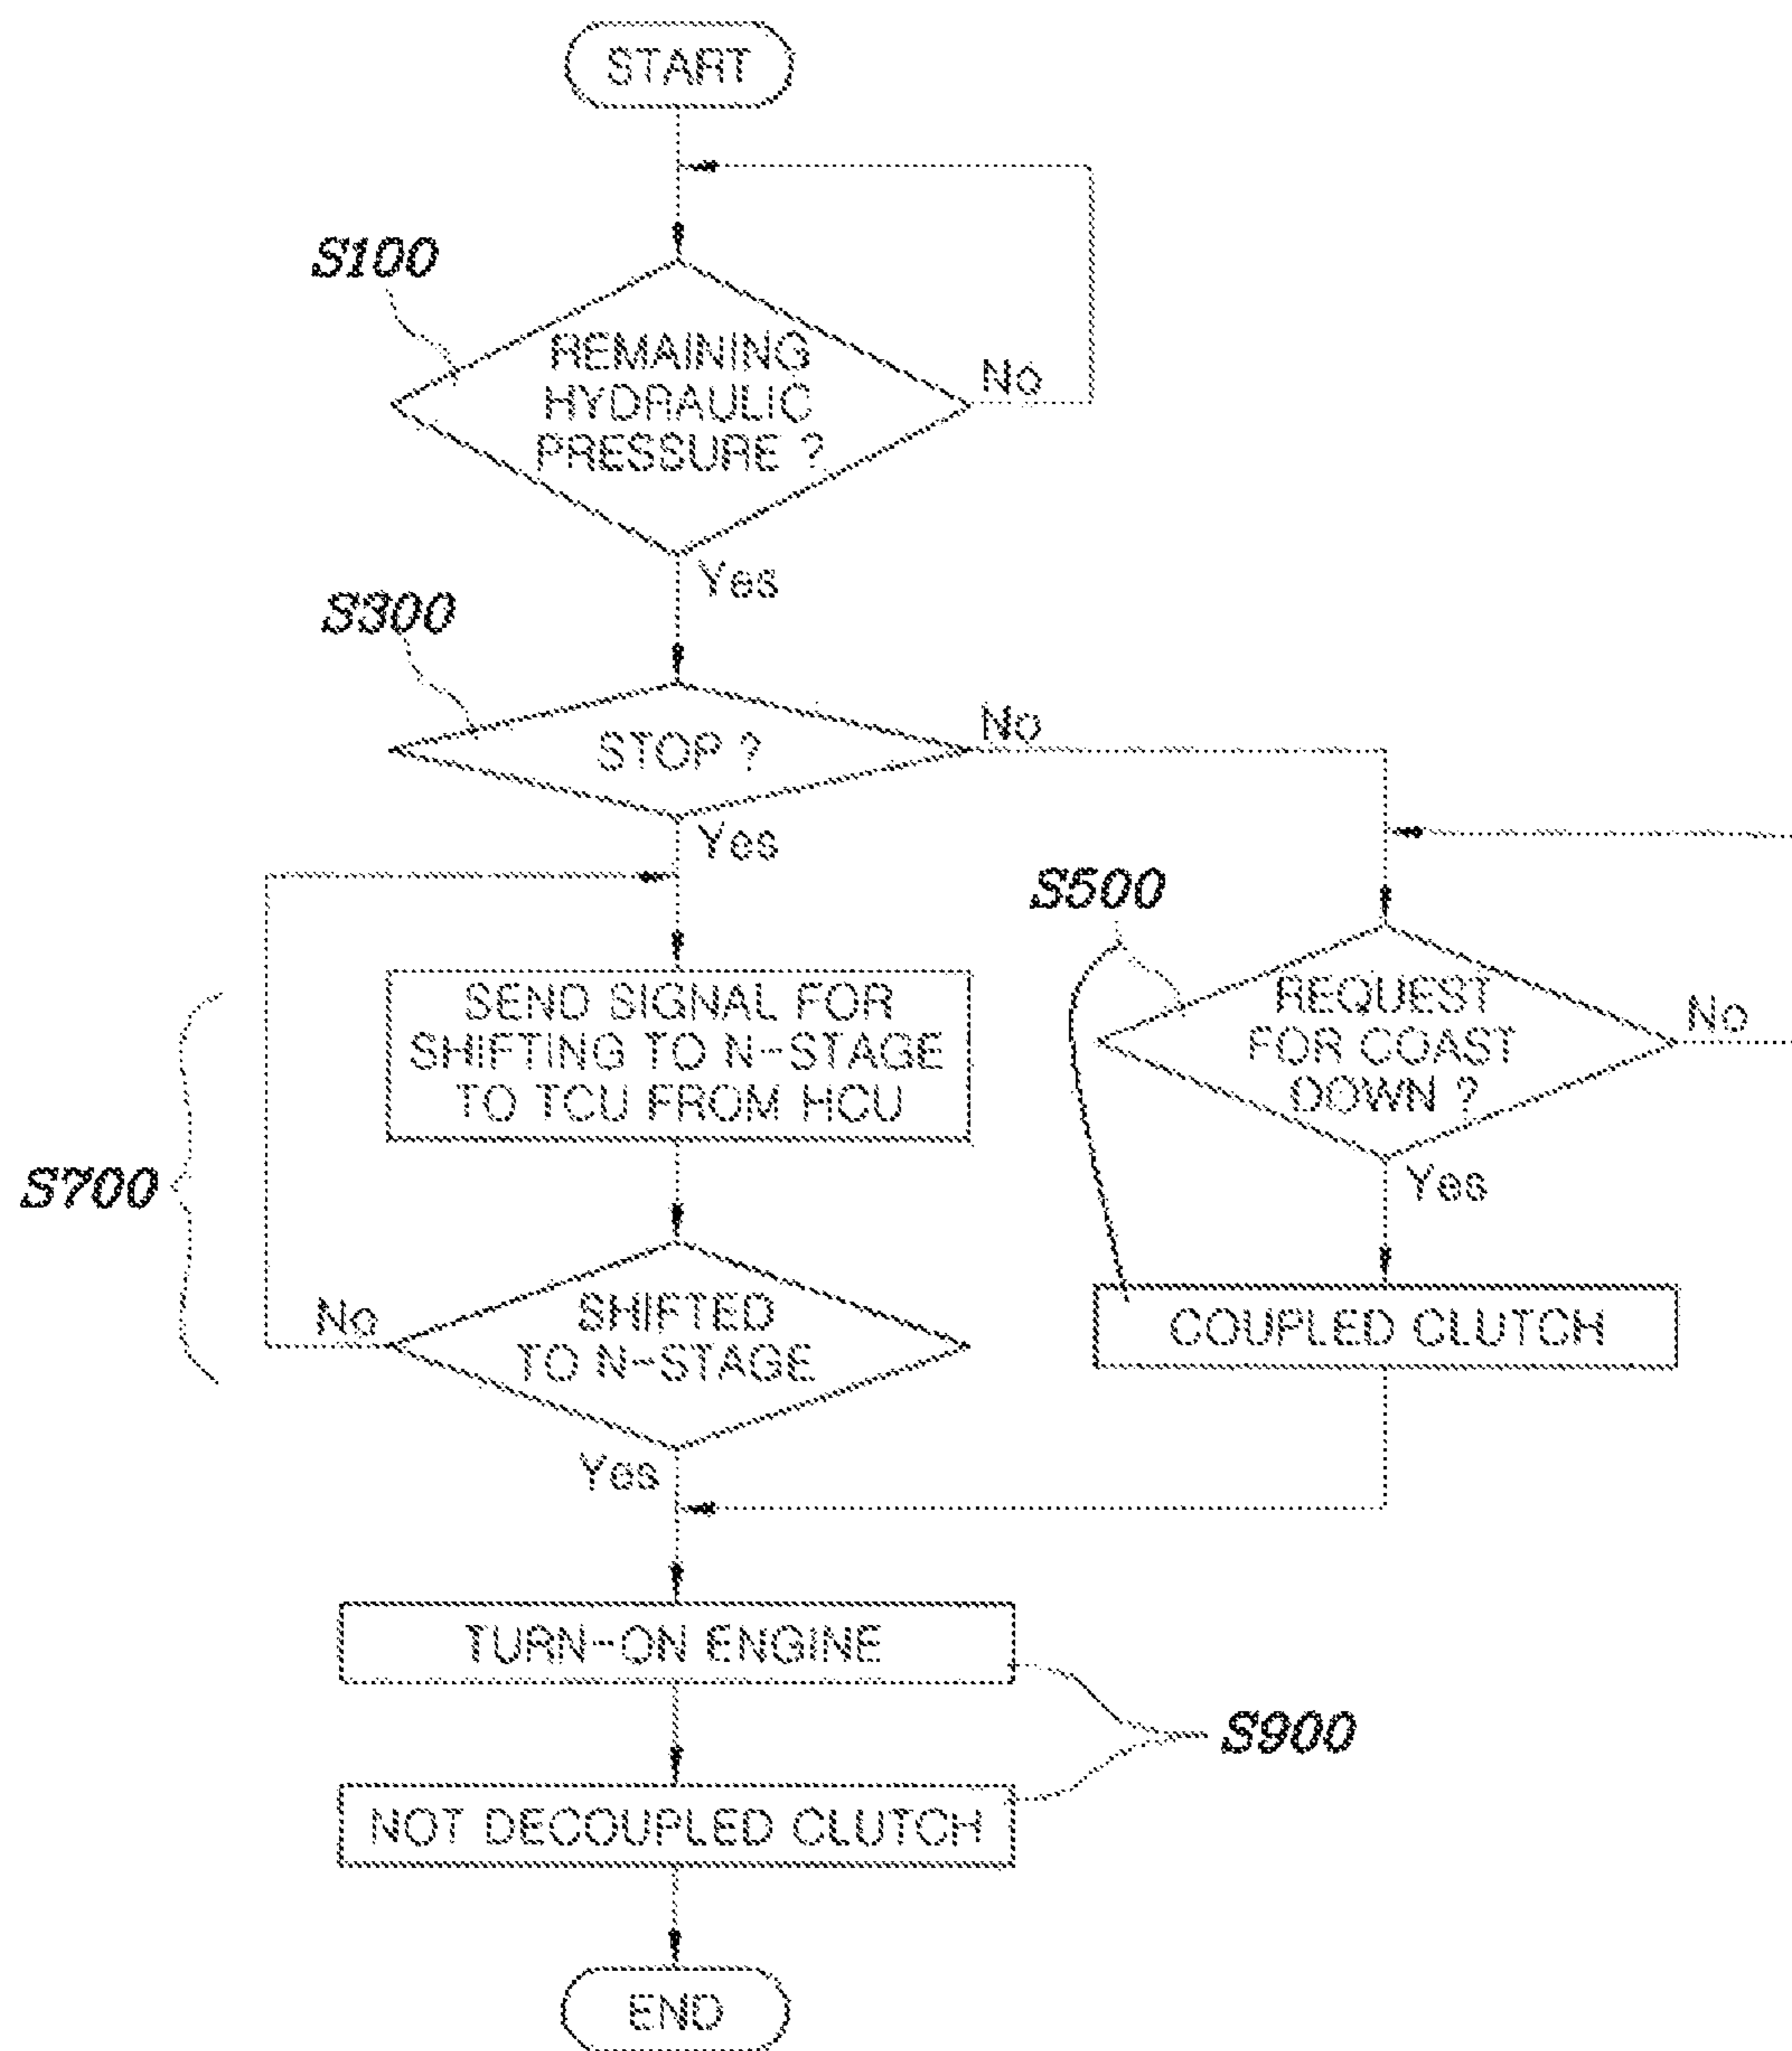 START
S100
REMAINING
HYDRAULIC
PRESSURE ?
No
Yes
S300
STOP ?
No
Yes
S500
SEND SIGNAL FOR
SHIFTING TO N-STAGE
TO TCU FROM HCU
REQUEST
FOR COAST
DOWN ?
No
Yes
S700
SHIFTED
TO N-STAGE
No
Yes
COUPLED CLUTCH
TURN-ON ENGINE
S900
NOT DECOUPLED CLUTCH
END